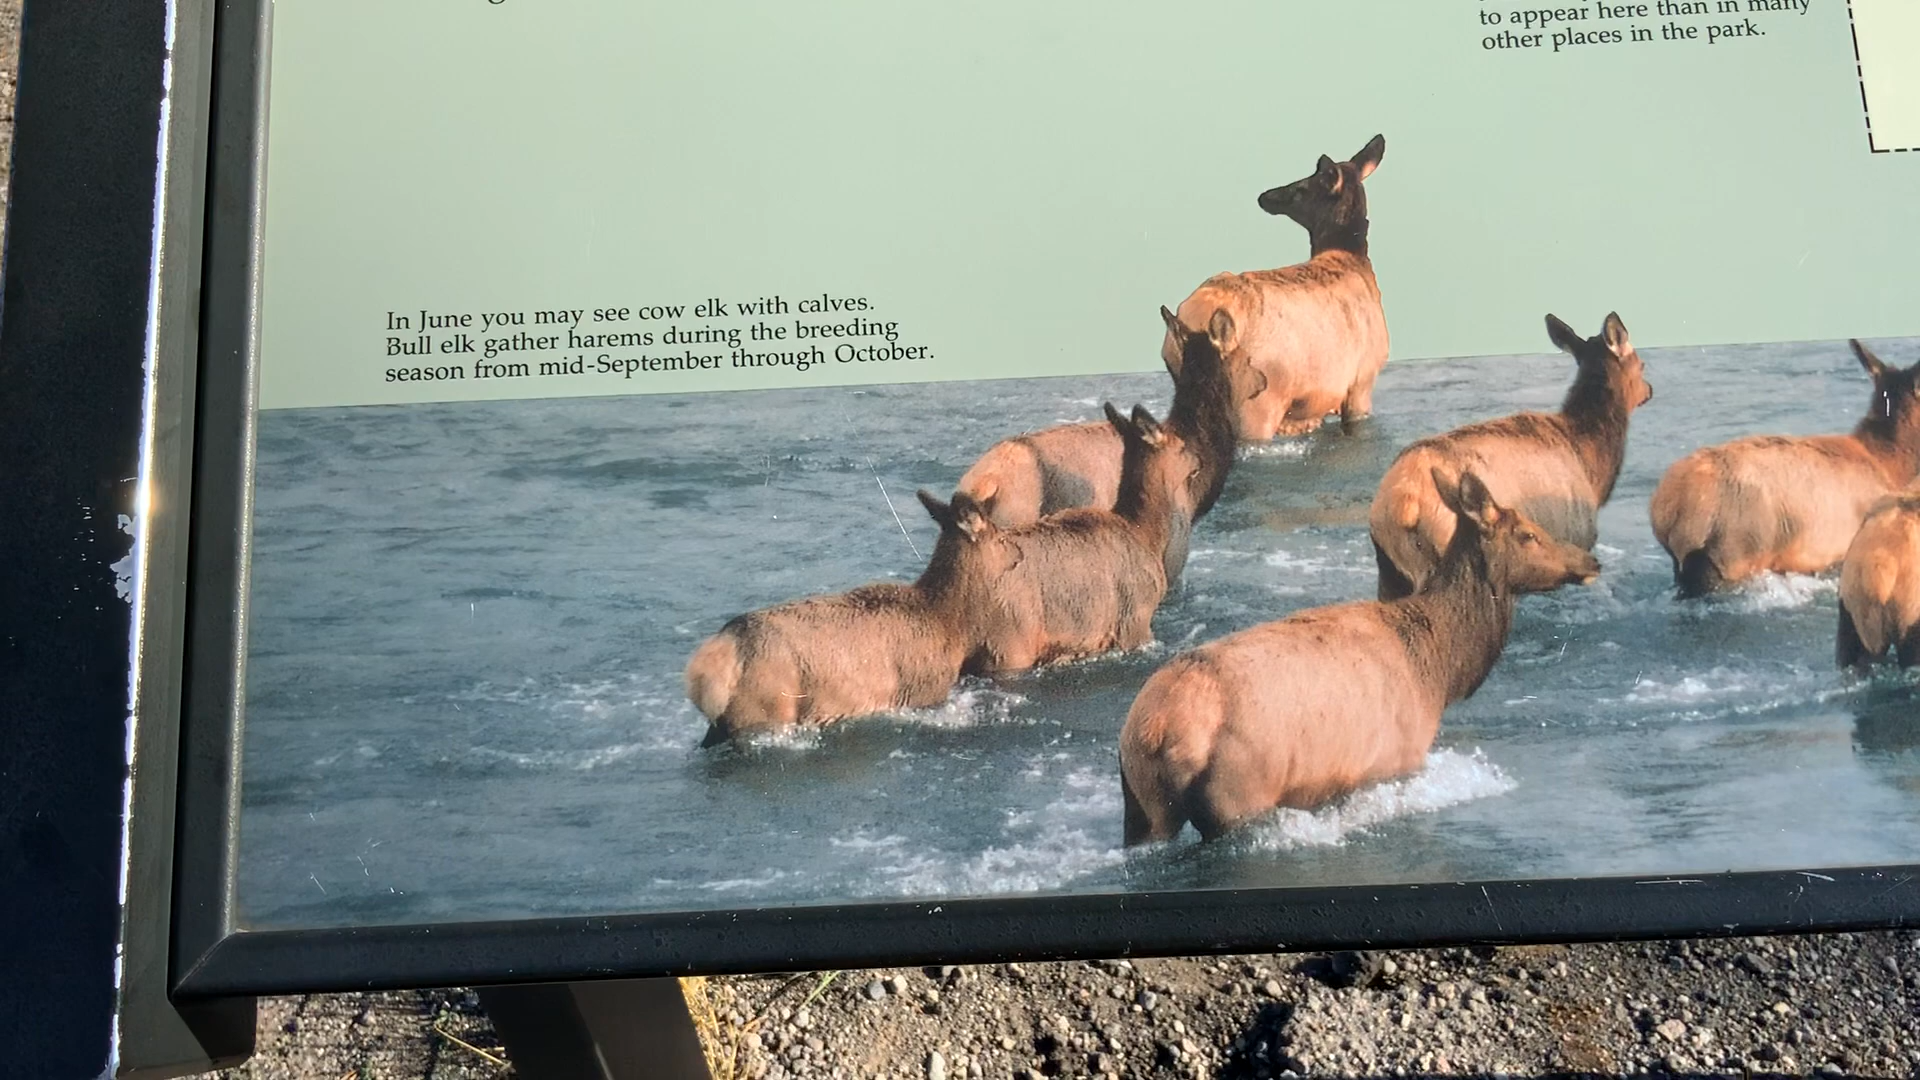 to appear here than in many
other places in the park.
In June you may see cow elk with calves.
Bull elk gather harems during the breeding
season from mid-September through October.